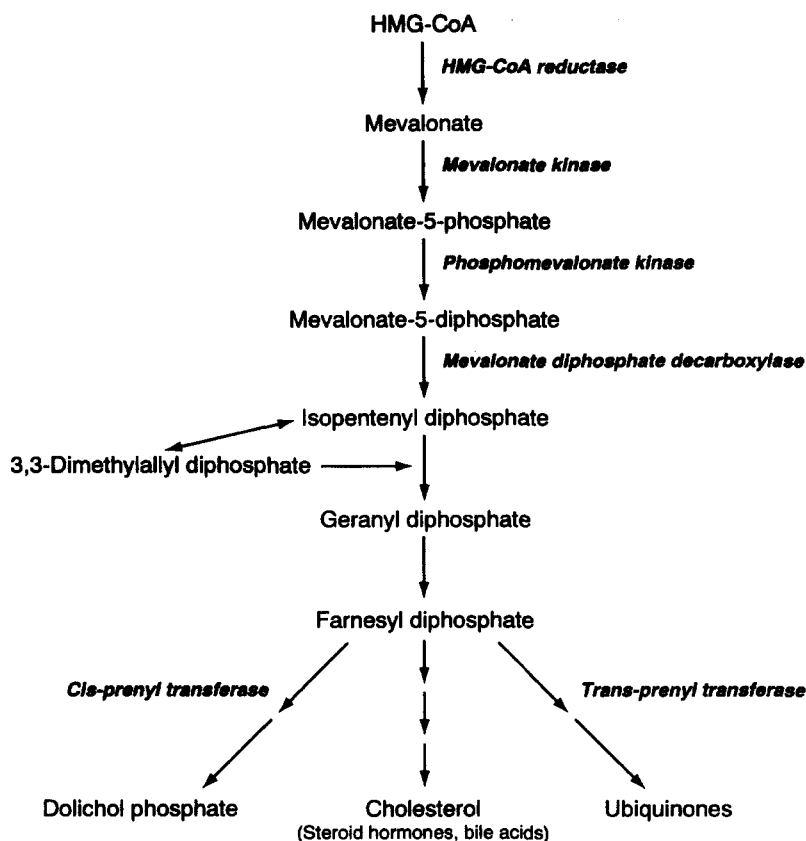 HMG-CoA
HMG-CoA reductase
Mevalonate
Mevalonate kinase
Mevalonate-5-phosphate
Phosphomevalonate kinase
Mevalonate-5-diphosphate
Mevalonate diphosphate decarboxylase
Isopentenyl diphosphate
3,3-Dimethylallyl diphosphate
Geranyl diphosphate
Farnesyl diphosphate
Cis-prenyl transferase
Trans-prenyl transferase
Dolichol phosphate
Cholesterol
(Steroid hormones, bile acids)
Ubiquinones